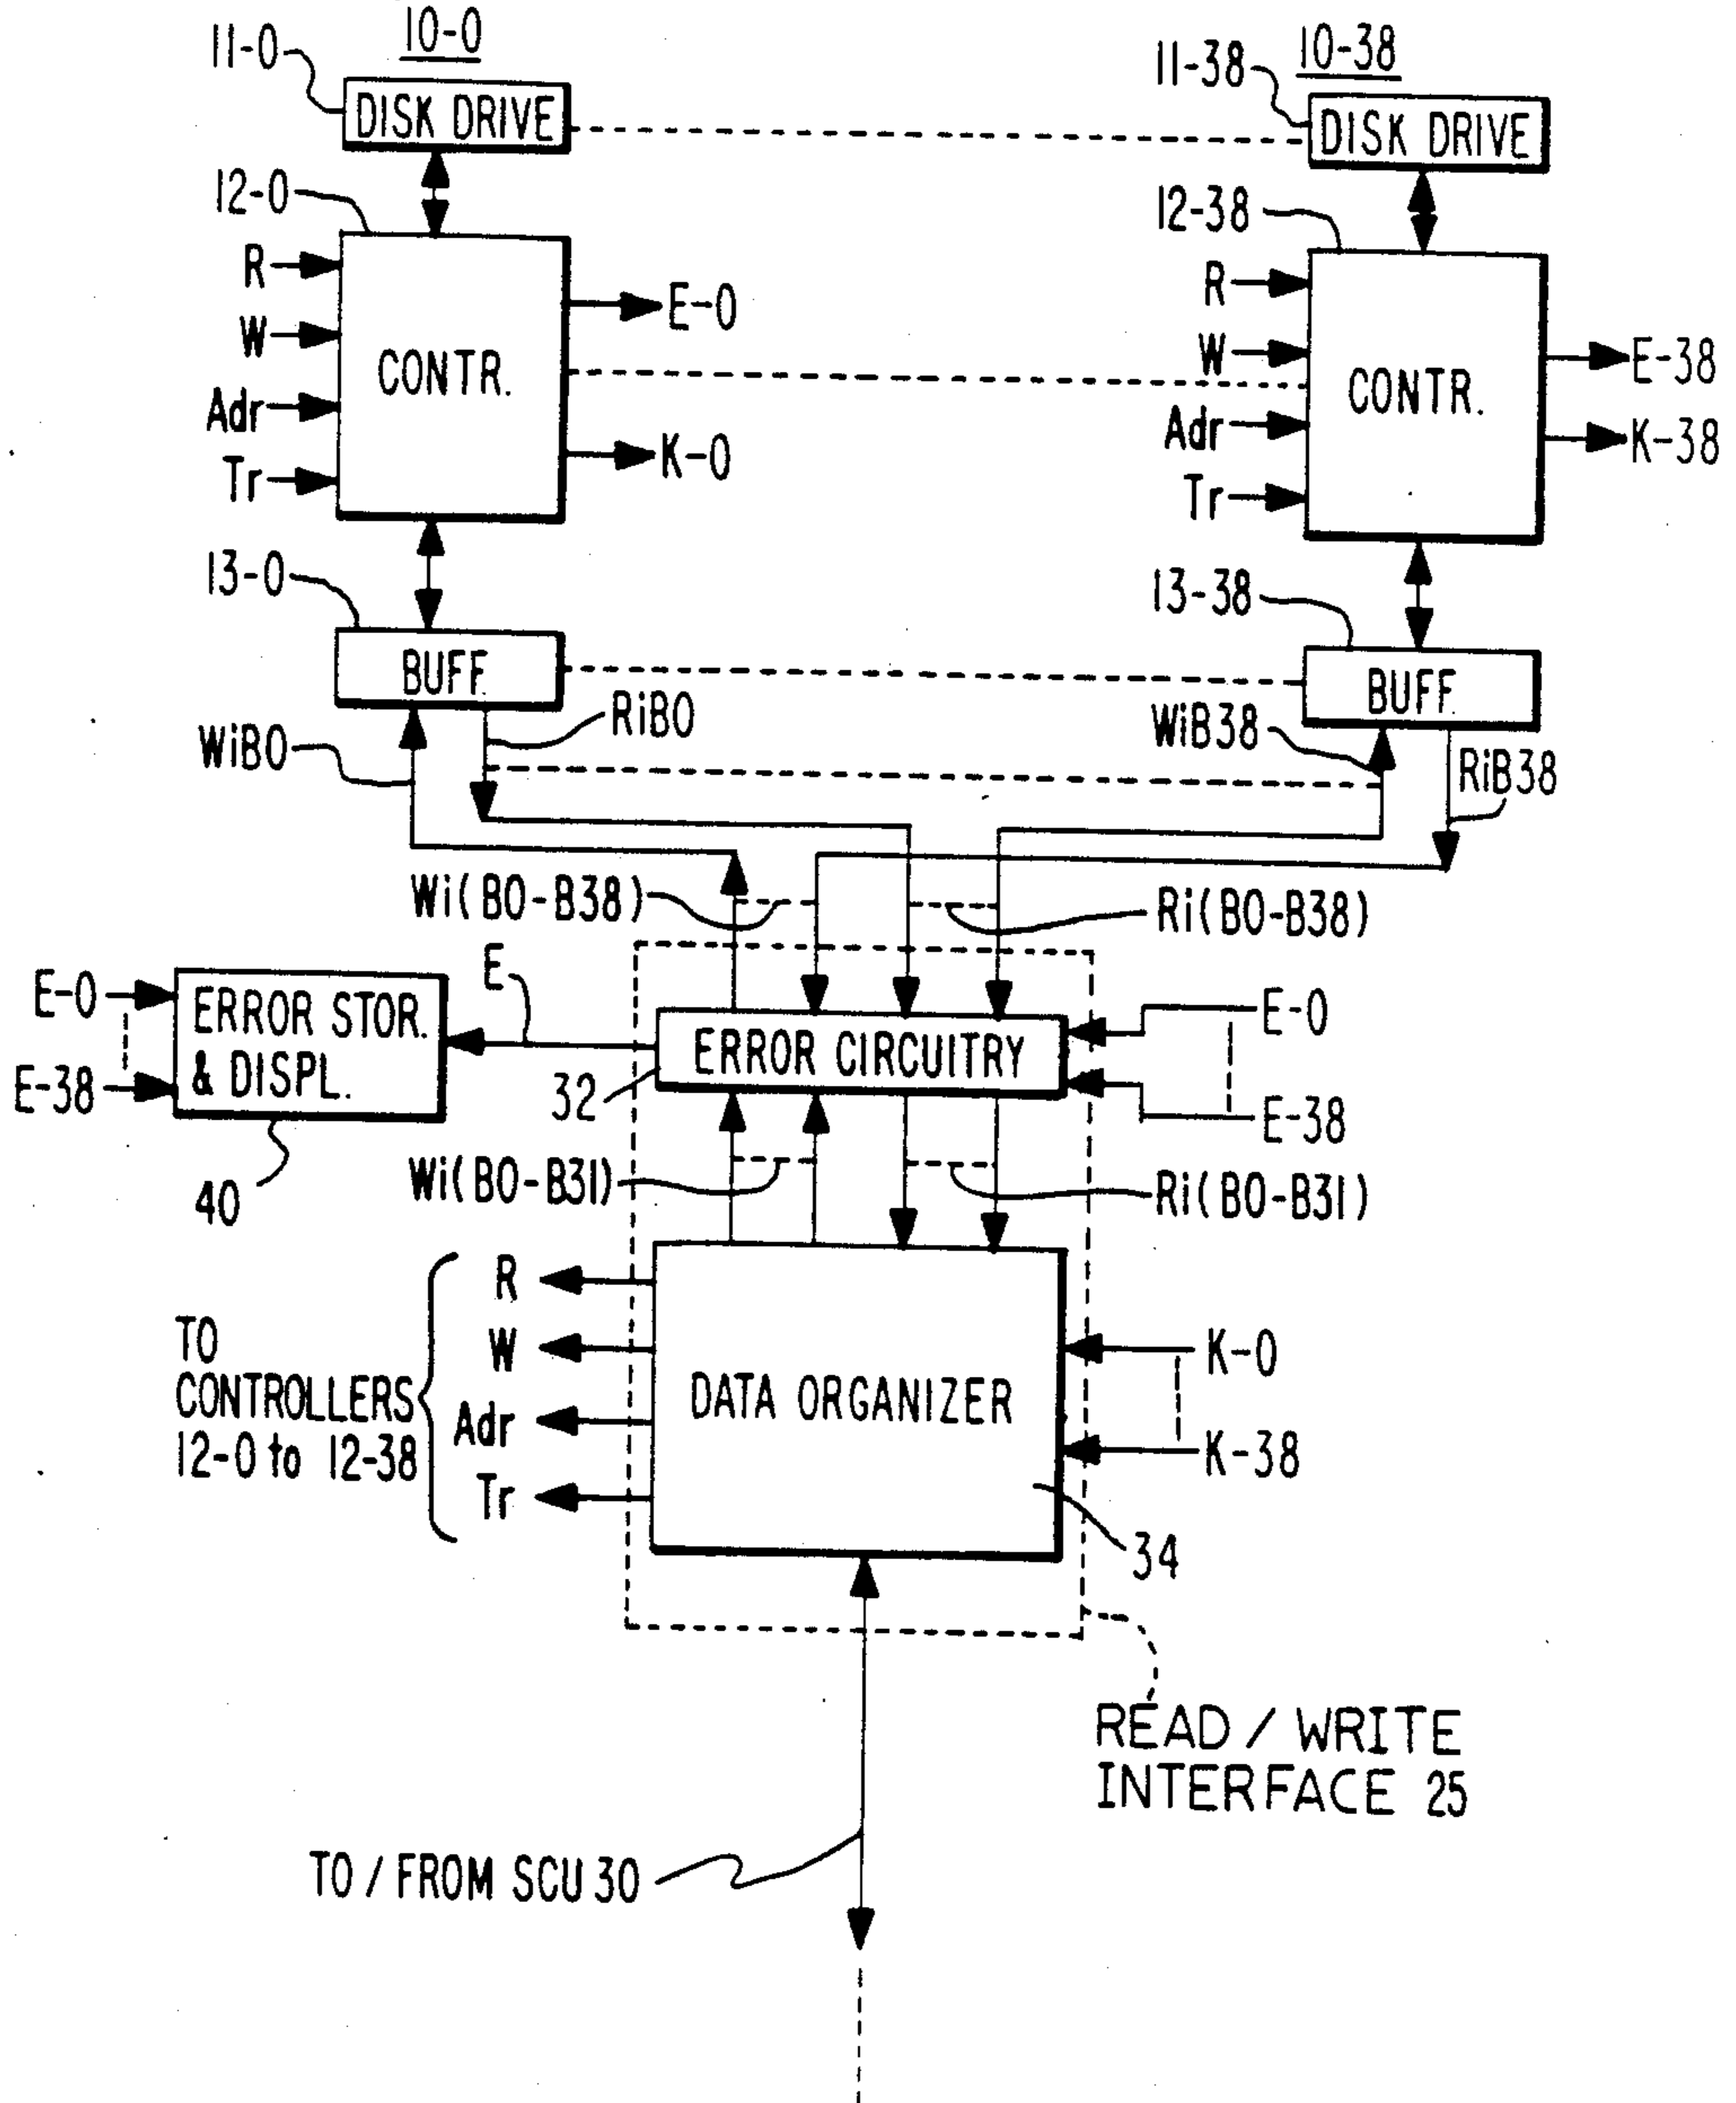 10-0
11-0
DISK DRIVE
10-38
11-38
DISK DRIVE
12-0
R
W
Adr
Tr
CONTR.
E-0
K-0
12-38
R
W
Adr
Tr
CONTR.
E-38
K-38
13-0
BUFF.
WiB0
RiB0
13-38
BUFF.
WiB38
RiB38
Wi(B0-B38)
Ri(B0-B38)
E-0
E-38
ERROR STOR.
& DISPL.
40
E
32
ERROR CIRCUITRY
E-0
E-38
Wi(B0-B31)
Ri(B0-B31)
TO
CONTROLLERS
12-0 to 12-38
R
W
Adr
Tr
DATA ORGANIZER
K-0
K-38
34
READ / WRITE
INTERFACE 25
TO / FROM SCU 30